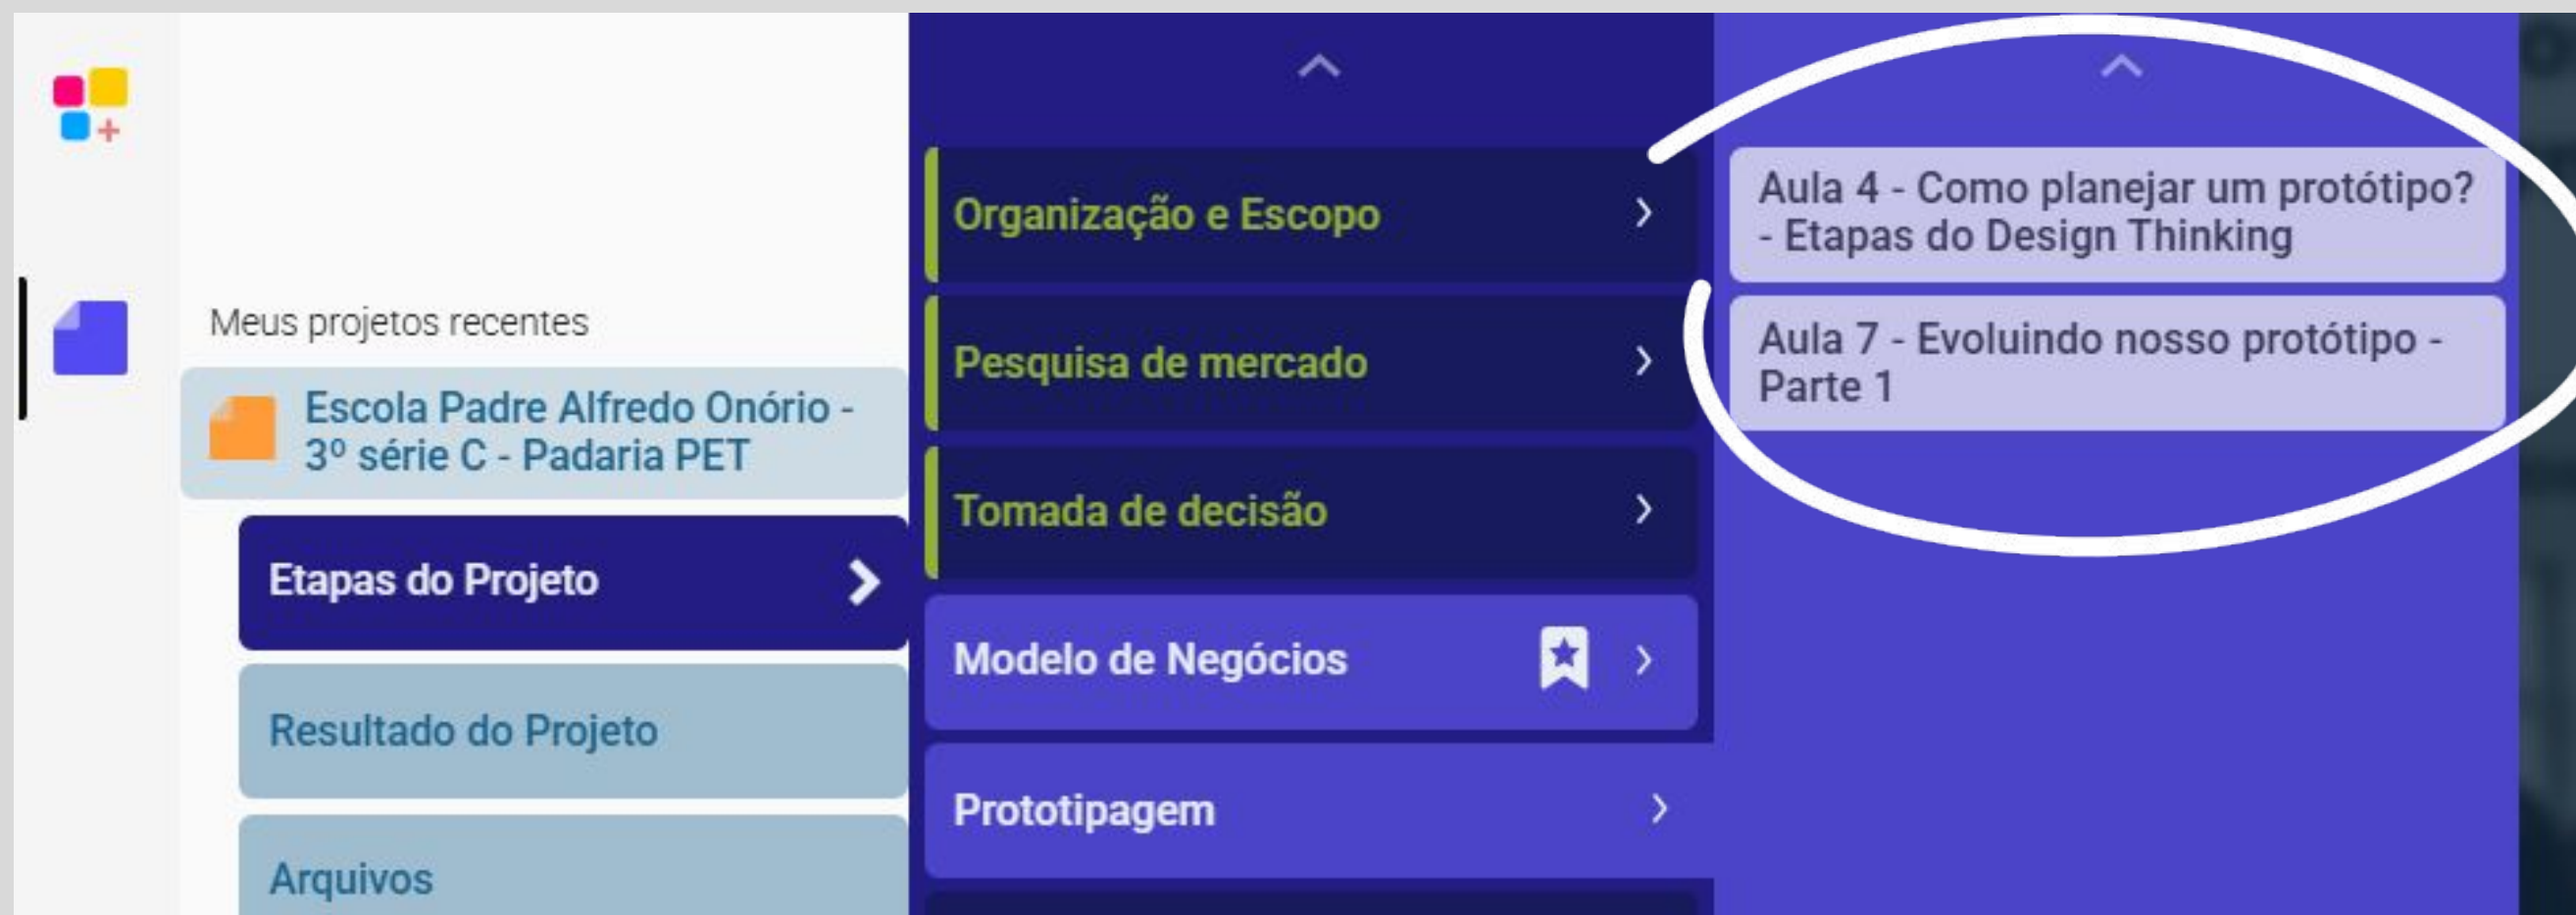 Meus projetos recentes
Escola Padre Alfredo Onório -
3º série C - Padaria PET
Etapas do Projeto
Resultado do Projeto
Arquivos
Organização e Escopo
Pesquisa de mercado
Tomada de decisão
Modelo de Negócios
Prototipagem
Aula 4 - Como planejar um protótipo?
- Etapas do Design Thinking
Aula 7 - Evoluindo nosso protótipo -
Parte 1